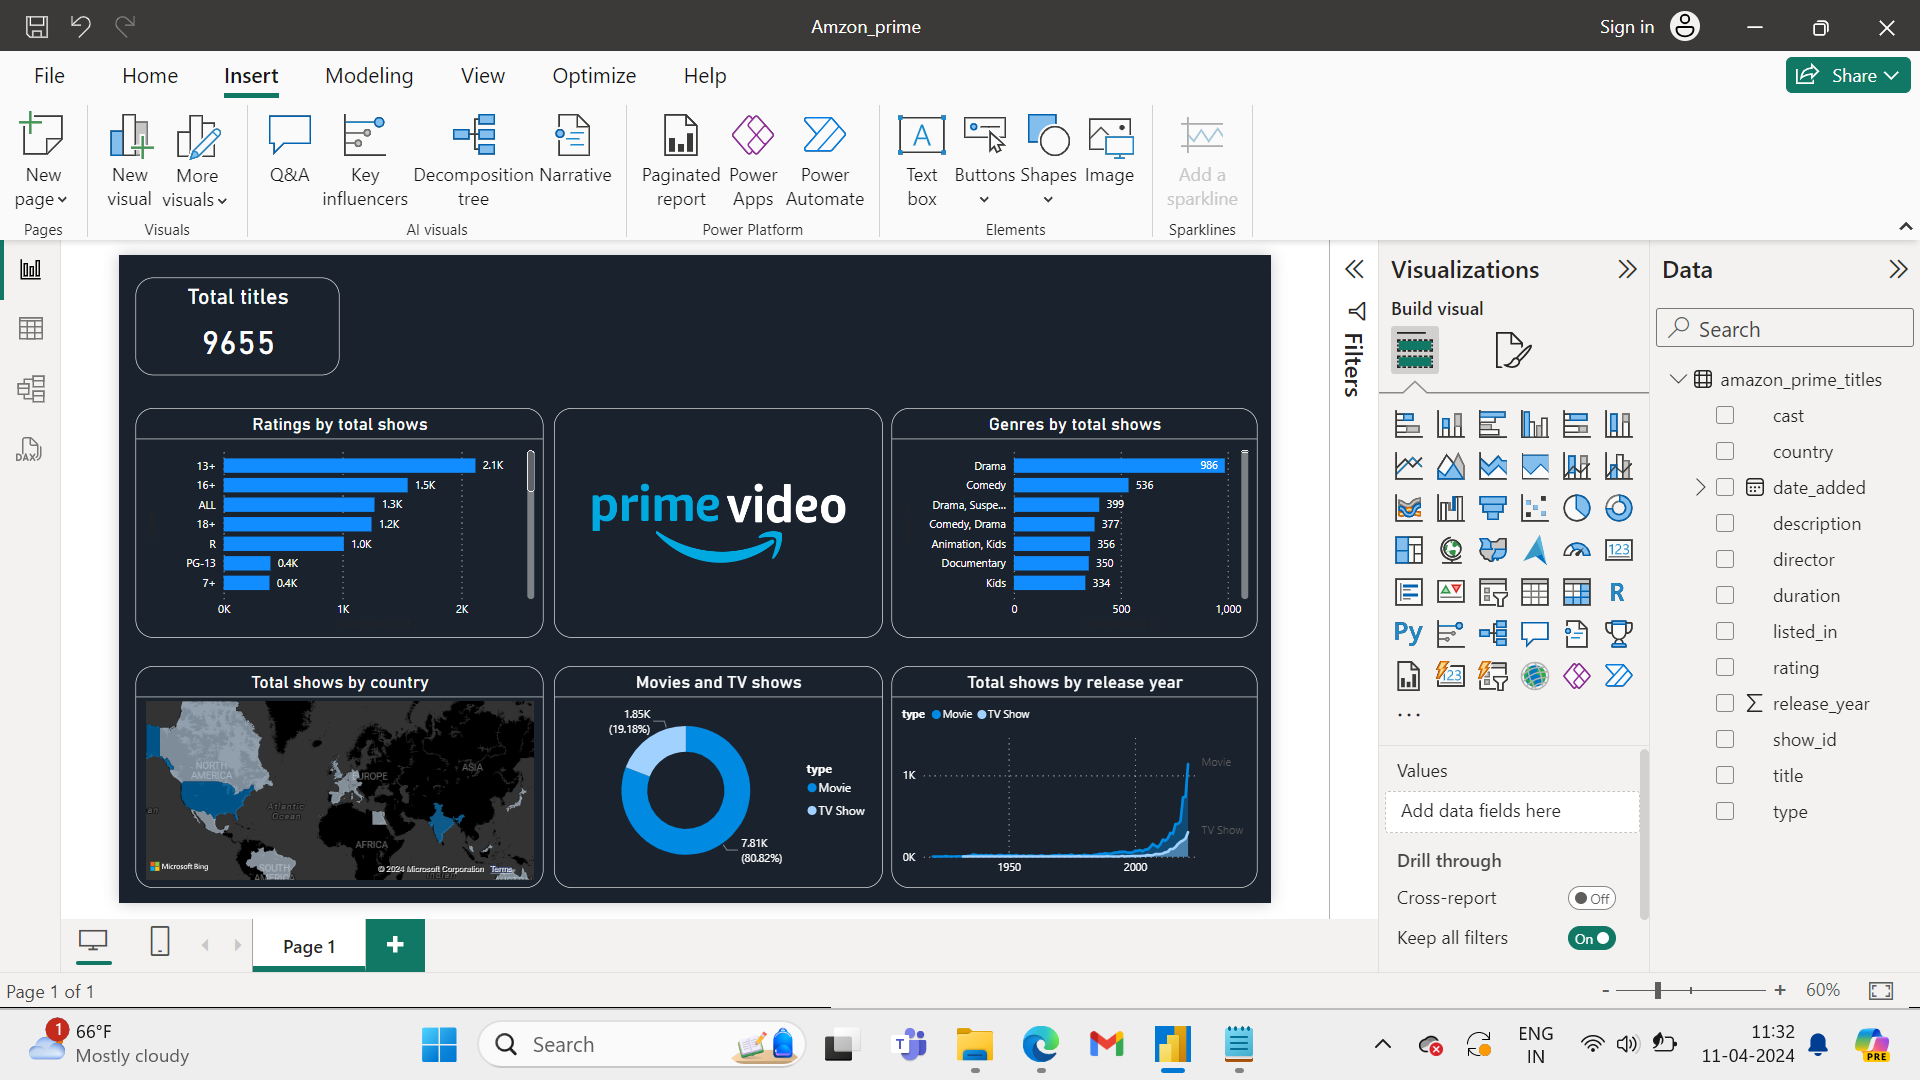 Amzon_prime
Sign in
File Home Insert Modeling View Optimize Help
Share
New page
New visual
More visuals
Q&A
Key influencers
Decomposition tree
Narrative
Paginated report
Power Apps
Power Automate
Text box
Buttons
Shapes
Image
Add a sparkline
Pages
Visuals
AI visuals
Power Platform
Elements
Sparklines
DAX
Total titles
9655
Ratings by total shows
13+ 2.1K
16+ 1.5K
ALL 1.3K
18+ 1.2K
R 1.0K
PG-13 0.4K
7+ 0.4K
0K 1K 2K
prime video
Genres by total shows
Drama 986
Comedy 536
Drama, Suspe... 399
Comedy, Drama 377
Animation, Kids 356
Documentary 350
Kids 334
0 500 1,000
Total shows by country
NORTH AMERICA
EUROPE
ASIA
Atlantic Ocean
AFRICA
SOUTH AMERICA
Microsoft Bing
© 2024 Microsoft Corporation Terms
Movies and TV shows
1.85K
(19.18%)
type
Movie
TV Show
7.81K
(80.82%)
Total shows by release year
type Movie TV Show
Movie
1K
TV Show
0K
1950 2000
Filters
Visualizations
Build visual
123
R
Py
123
...
Values
Add data fields here
Drill through
Cross-report Off
Keep all filters On
Data
Search
amazon_prime_titles
cast
country
date_added
description
director
duration
listed_in
rating
Σ release_year
show_id
title
type
Page 1
+
Page 1 of 1
- + 60%
1
66°F
Mostly cloudy
Search
T
ENG
IN
11:32
11-04-2024
PRE